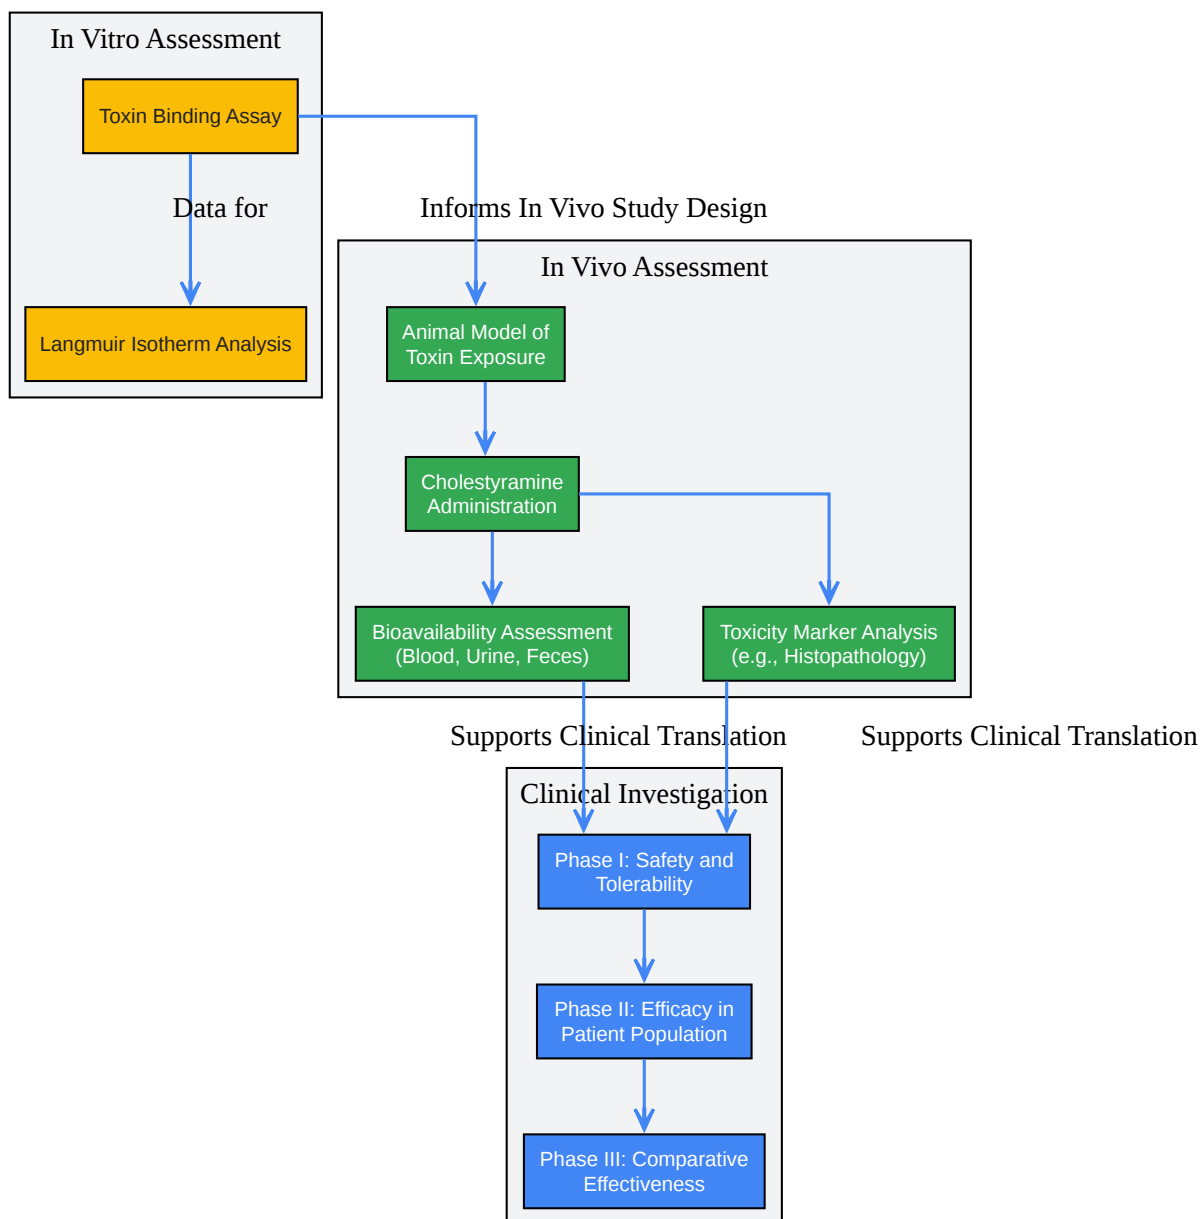 In Vitro Assessment
Toxin Binding Assay
Data for
Informs In Vivo Study Design
In Vivo Assessment
Langmuir Isotherm Analysis
Animal Model of
Toxin Exposure
Cholestyramine
Administration
Bioavailability Assessment
(Blood, Urine, Feces)
Toxicity Marker Analysis
(e.g., Histopathology)
Supports Clinical Translation
Supports Clinical Translation
Clinical Investigation
Phase I: Safety and
Tolerability
Phase II: Efficacy in
Patient Population
Phase III: Comparative
Effectiveness